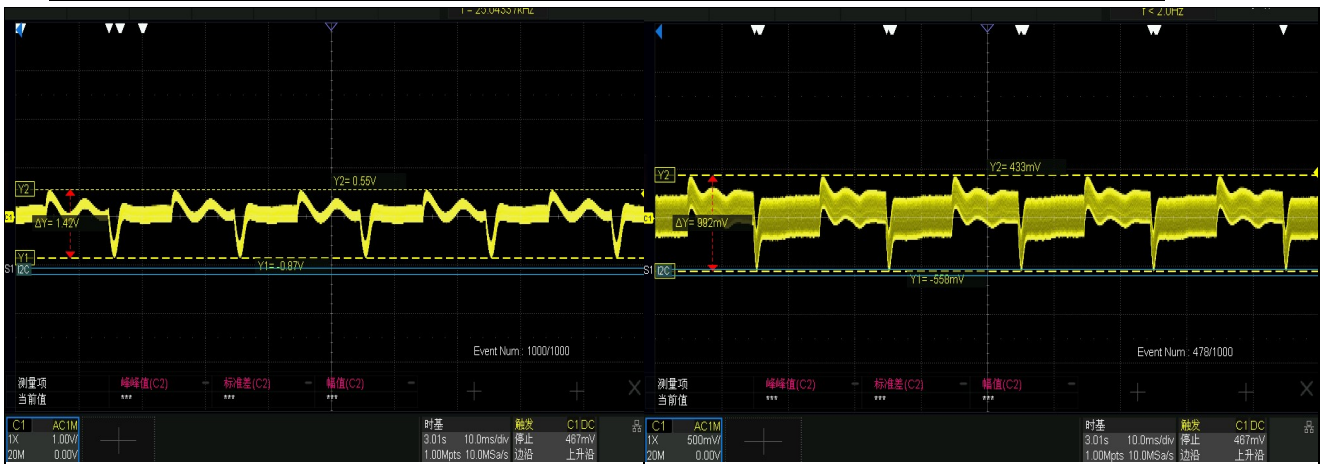 f = 25.04337kHz
Y2
Y2= 0.55V
C1
ΔY= 1.42V
Y1
Y1= -0.87V
S1 I2C
Event Num : 1000/1000
测量项 峰峰值(C2) 标准差(C2) 幅值(C2)
当前值 *** *** ***
C1 AC1M
1X 1.00V/
20M 0.00V
时基 触发 C1 DC
3.01s 10.0ms/div 停止 467mV
1.00Mpts 10.0MSa/s 边沿 上升沿
f < 2.0Hz
Y2
Y2= 433mV
ΔY= 992mV
S1 I2C
Y1= -558mV
Event Num : 478/1000
测量项 峰峰值(C2) 标准差(C2) 幅值(C2)
当前值 *** *** ***
C1 AC1M
1X 500mV/
20M 0.00V
时基 触发 C1 DC
3.01s 10.0ms/div 停止 467mV
1.00Mpts 10.0MSa/s 边沿 上升沿